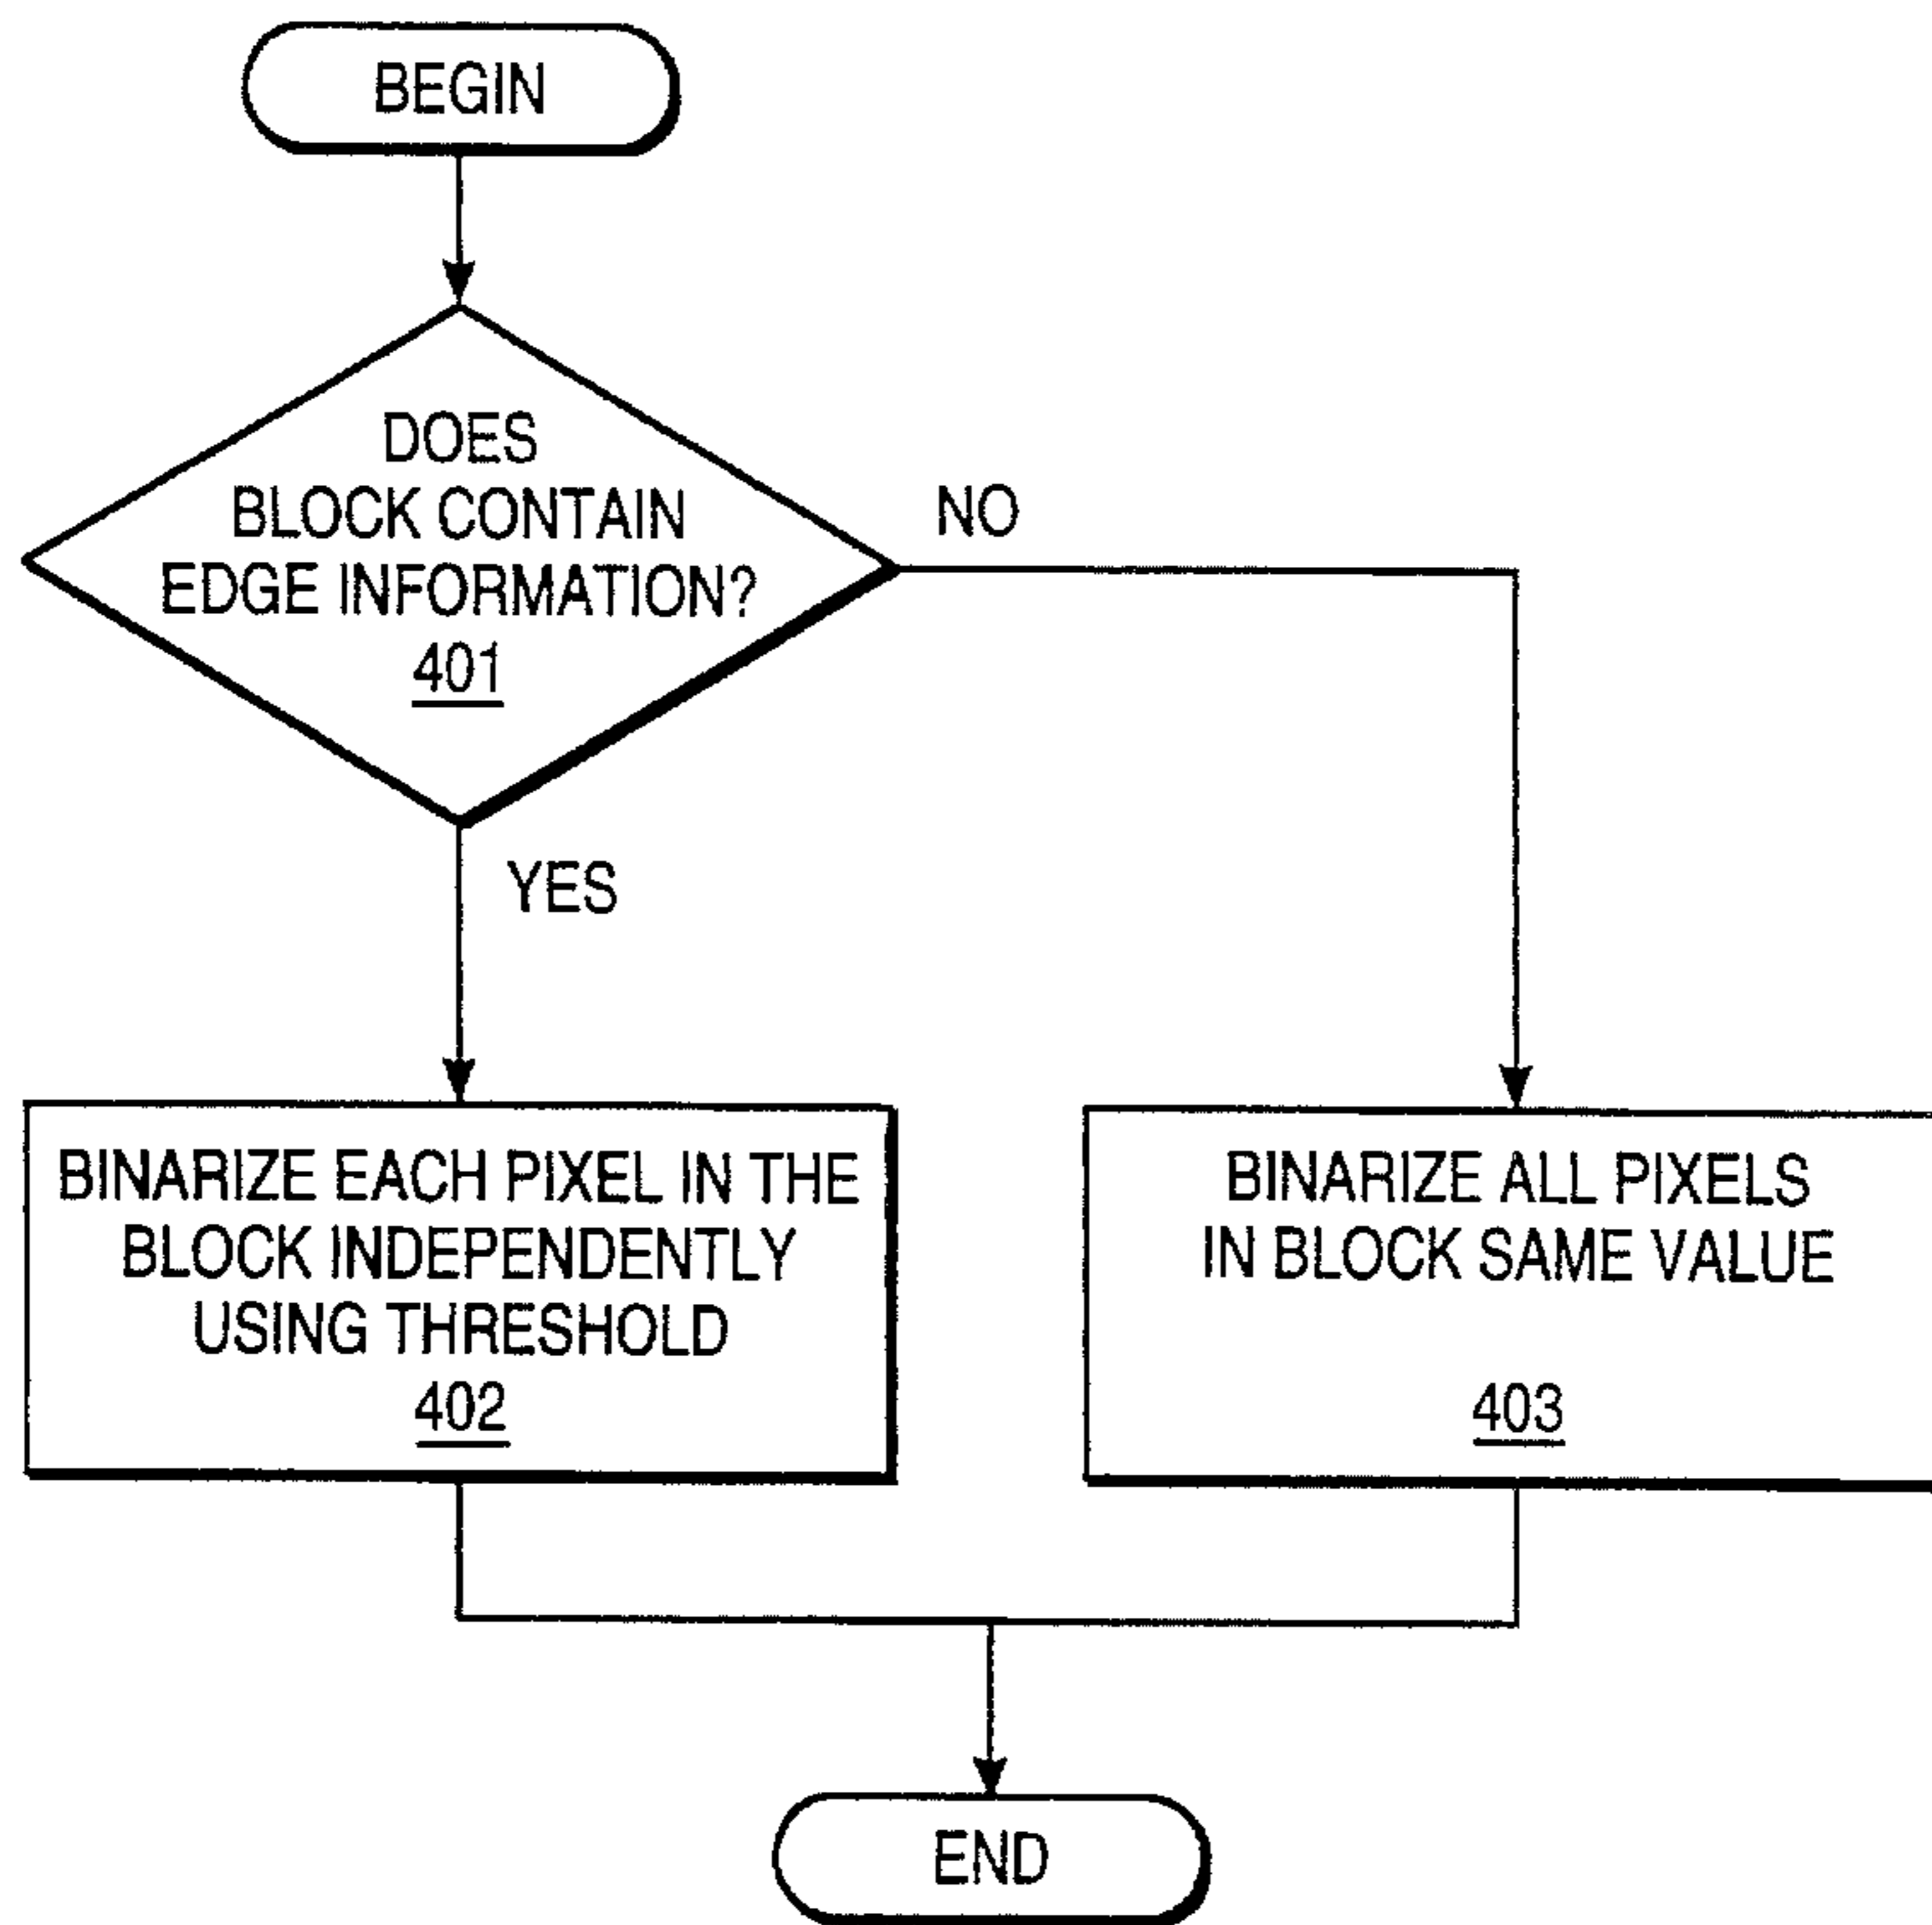 BEGIN
DOES
BLOCK CONTAIN
EDGE INFORMATION?
401
NO
YES
BINARIZE EACH PIXEL IN THE
BLOCK INDEPENDENTLY
USING THRESHOLD
402
BINARIZE ALL PIXELS
IN BLOCK SAME VALUE
403
END